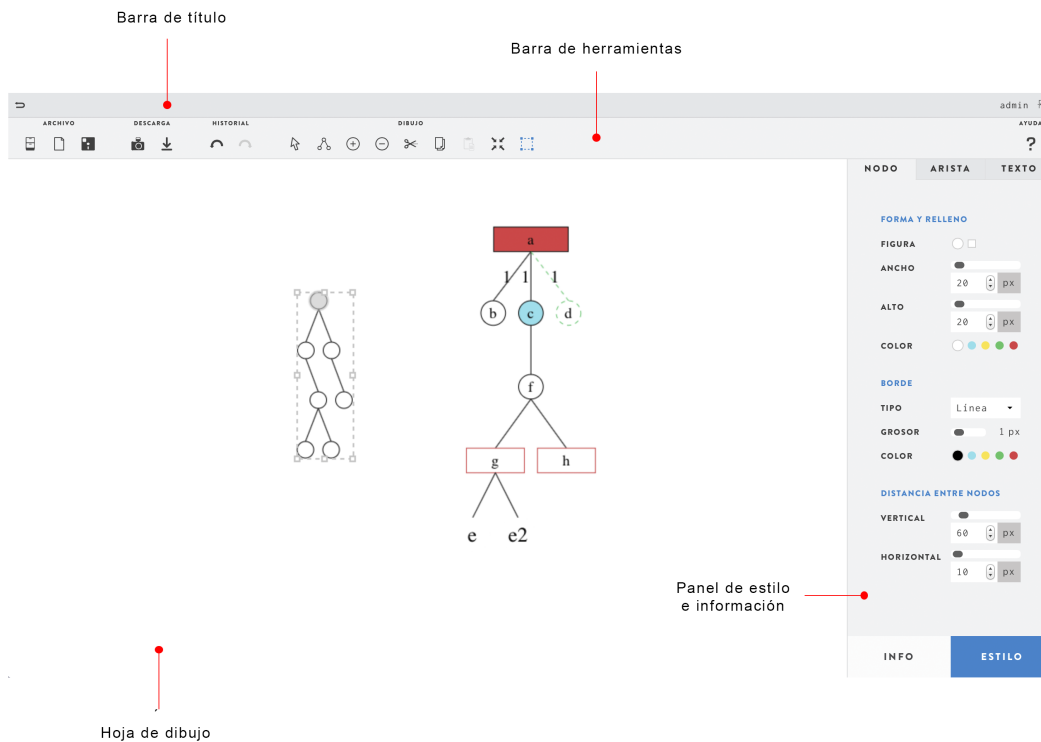 Barra de título
Barra de herramientas
admin
ARCHIVO DESCARGA HISTORIAL DIBUJO AYUDA
?
NODO ARISTA TEXTO
FORMA Y RELLENO
FIGURA
ANCHO
20 px
ALTO
20 px
COLOR
BORDE
TIPO Línea
GROSOR 1 px
COLOR
DISTANCIA ENTRE NODOS
VERTICAL
60 px
HORIZONTAL
10 px
INFO ESTILO
a
1 1 1
b c d
f
g h
e e2
Panel de estilo
e información
Hoja de dibujo